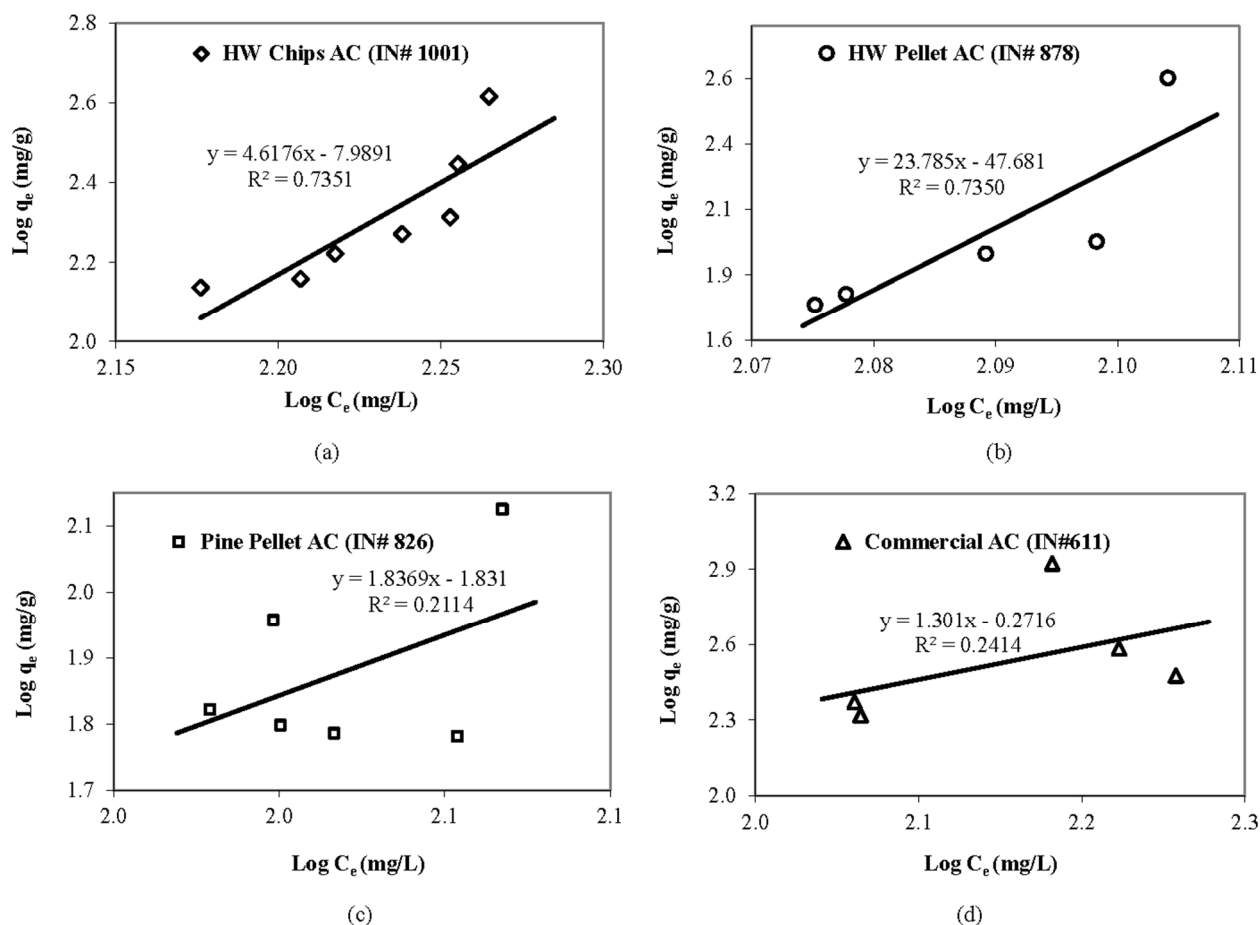 HW Chips AC (IN# 1001)
y = 4.6176x - 7.9891
R² = 0.7351
Log qₑ (mg/g)
2.8
2.6
2.4
2.2
2.0
2.15
2.20
2.25
2.30
Log Cₑ (mg/L)
(a)
HW Pellet AC (IN# 878)
y = 23.785x - 47.681
R² = 0.7350
Log qₑ (mg/g)
2.6
2.4
2.1
1.9
1.6
2.07
2.08
2.09
2.10
2.11
Log Cₑ (mg/L)
(b)
Pine Pellet AC (IN# 826)
y = 1.8369x - 1.831
R² = 0.2114
Log qₑ (mg/g)
2.1
2.0
1.9
1.8
1.7
2.0
2.0
2.1
2.1
Log Cₑ (mg/L)
(c)
Commercial AC (IN#611)
y = 1.301x - 0.2716
R² = 0.2414
Log qₑ (mg/g)
3.2
2.9
2.6
2.3
2.0
2.0
2.1
2.2
2.3
Log Cₑ (mg/L)
(d)